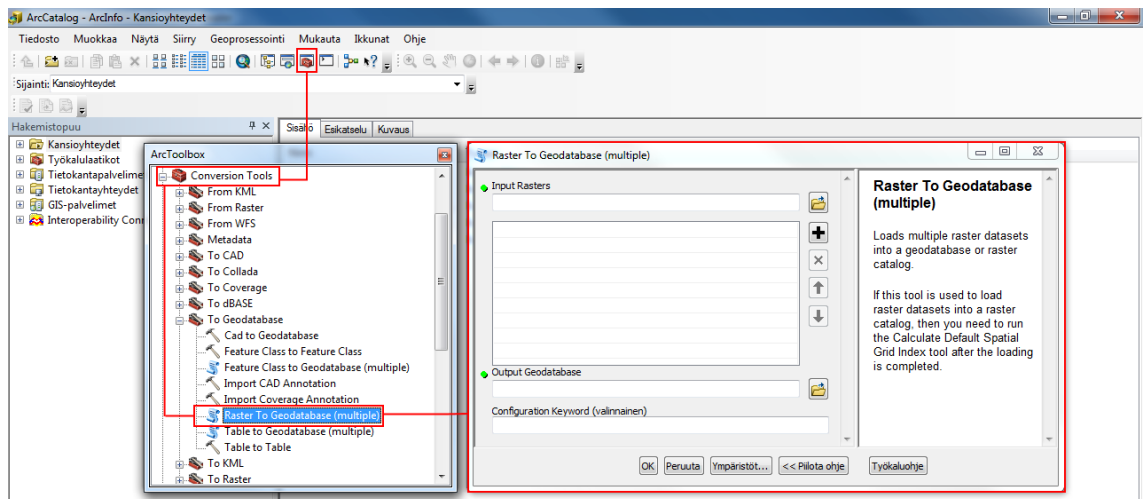 ArcCatalog - ArcInfo - Kansioyhteydet
Tiedosto Muokkaa Näytä Siirry Geoprosessointi Mukauta Ikkunat Ohje
Sijainti: Kansioyhteydet
Hakemistopuu
Sisältö Esikatselu Kuvaus
Kansioyhteydet
Työkalulaatikot
Tietokantapalvelime
Tietokantayhteydet
GIS-palvelimet
Interoperability Con
ArcToolbox
Conversion Tools
From KML
From Raster
From WFS
Metadata
To CAD
To Collada
To Coverage
To dBASE
To Geodatabase
Cad to Geodatabase
Feature Class to Feature Class
Feature Class to Geodatabase (multiple)
Import CAD Annotation
Import Coverage Annotation
Raster To Geodatabase (multiple)
Table to Geodatabase (multiple)
Table to Table
To KML
To Raster
Raster To Geodatabase (multiple)
Input Rasters
Output Geodatabase
Configuration Keyword (valinnainen)
OK Peruuta Ympäristöt... << Piilota ohje Työkaluohje
Raster To Geodatabase
(multiple)
Loads multiple raster datasets
into a geodatabase or raster
catalog.
If this tool is used to load
raster datasets into a raster
catalog, then you need to run
the Calculate Default Spatial
Grid Index tool after the loading
is completed.